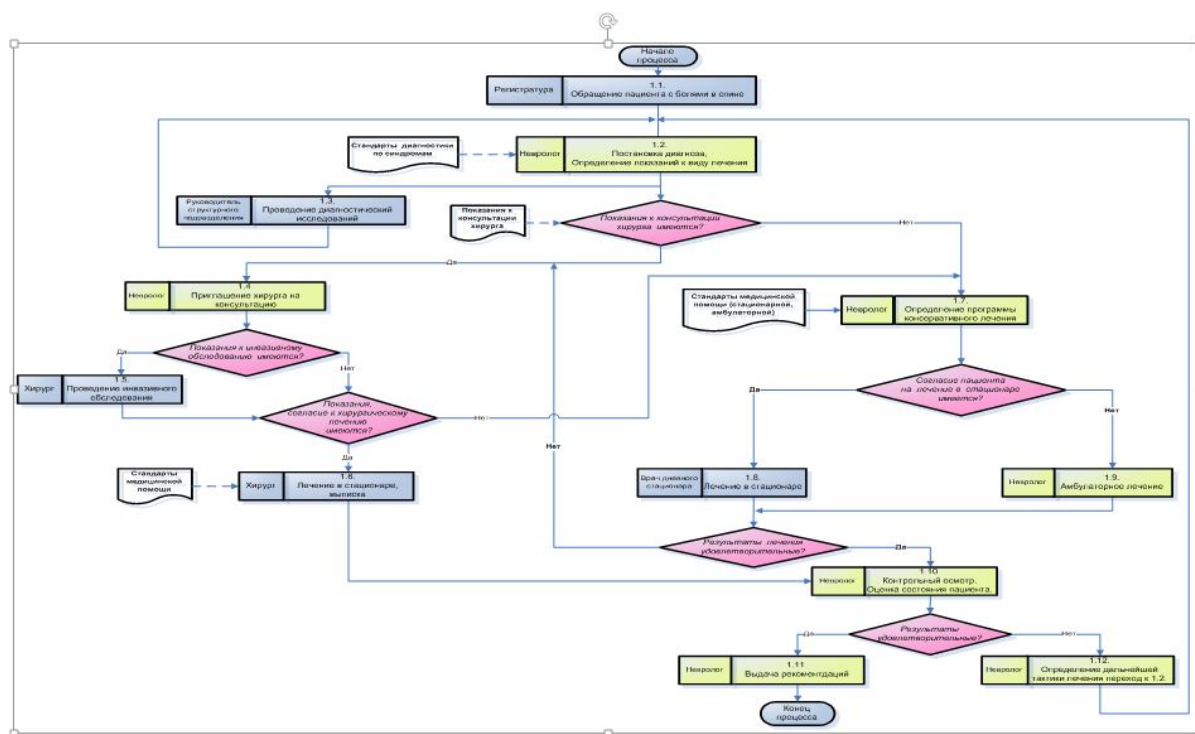 Начало
процесса
Регистратура
1.1.
Обращение пациента с болями в спине
Стандарты диагностики
по синдромам
Невролог
1.2.
Постановка диагноза,
Определение показаний к виду лечения
Руководитель
структурного
подразделения
1.3.
Проведение диагностический
исследований
Показания к
консультации
хирурга
Показания к консультации
хирурга имеются?
Нет
Да
Невролог
1.4
Приглашение хирурга на
консультацию
Стандарты медицинской
помощи (стационарной,
амбулаторной)
Невролог
1.7.
Определение программы
консервативного лечения
Показания к инвазивному
обследованию имеются?
Да
Нет
Хирург
1.5.
Проведение инвазивного
обследования
Показания,
согласие к хирургическому
лечению
имеются?
Нет
Да
Согласие пациента
на лечение в стационаре
имеется?
Да
Нет
Нет
Стандарты
медицинской
помощи
Хирург
1.6.
Лечение в стационаре,
выписка
Врач дневного
стационара
1.8.
Лечение в стационаре
Невролог
1.9.
Амбулаторное лечение
Результаты лечения
удовлетворительные?
Да
Невролог
1.10
Контрольный осмотр.
Оценка состояния пациента.
Результаты
удовлетворительные?
Да
Нет
Невролог
1.11
Выдача рекоментдаций
Невролог
1.12.
Определение дальнейшей
тактики лечения переход к 1.2.
Конец
процесса